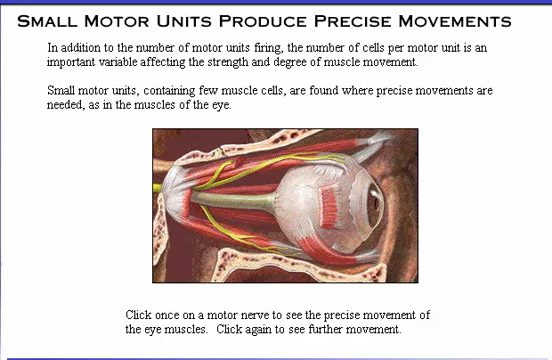 Small Motor Units Produce Precise Movements
In addition to the number of motor units firing, the number of cells per motor unit is an
important variable affecting the strength and degree of muscle movement.
Small motor units, containing few muscle cells, are found where precise movements are
needed, as in the muscles of the eye.
Click once on a motor nerve to see the precise movement of
the eye muscles.  Click again to see further movement.